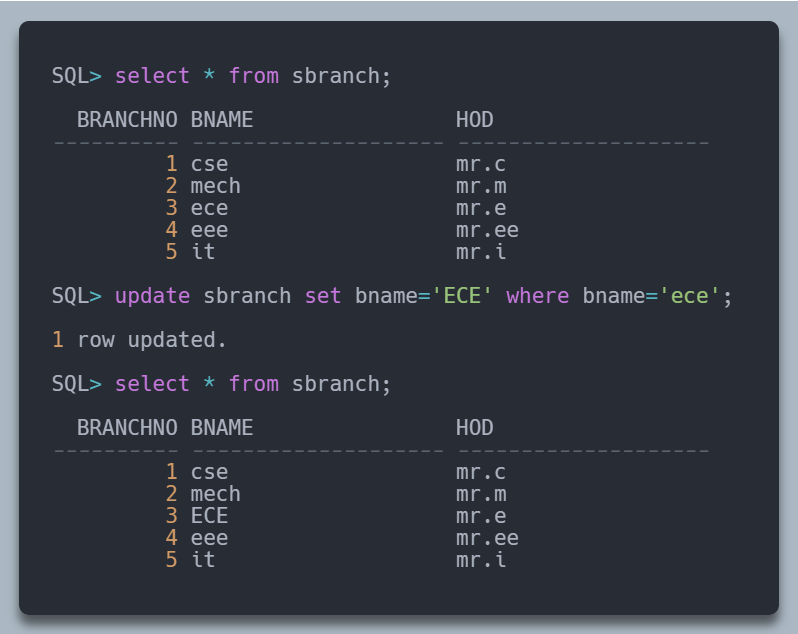 SQL> select * from sbranch;
  BRANCHNO BNAME                HOD
---------- -------------------- --------------------
         1 cse                  mr.c
         2 mech                 mr.m
         3 ece                  mr.e
         4 eee                  mr.ee
         5 it                   mr.i
SQL> update sbranch set bname='ECE' where bname='ece';
1 row updated.
SQL> select * from sbranch;
  BRANCHNO BNAME                HOD
---------- -------------------- --------------------
         1 cse                  mr.c
         2 mech                 mr.m
         3 ECE                  mr.e
         4 eee                  mr.ee
         5 it                   mr.i